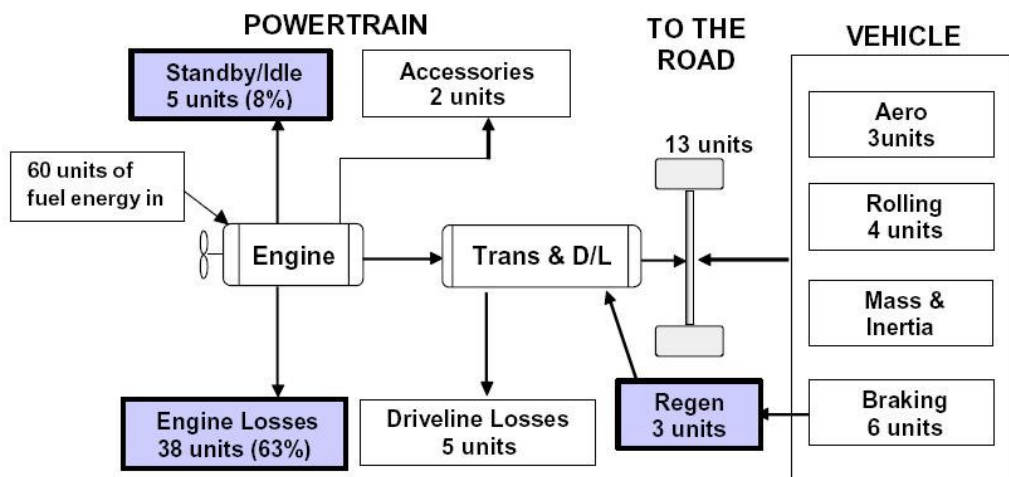 POWERTRAIN
TO THE
ROAD
VEHICLE
Standby/Idle
5 units (8%)
Accessories
2 units
13 units
Aero
3units
60 units of
fuel energy in
Rolling
4 units
Engine
Trans & D/L
Mass &
Inertia
Engine Losses
38 units (63%)
Driveline Losses
5 units
Regen
3 units
Braking
6 units